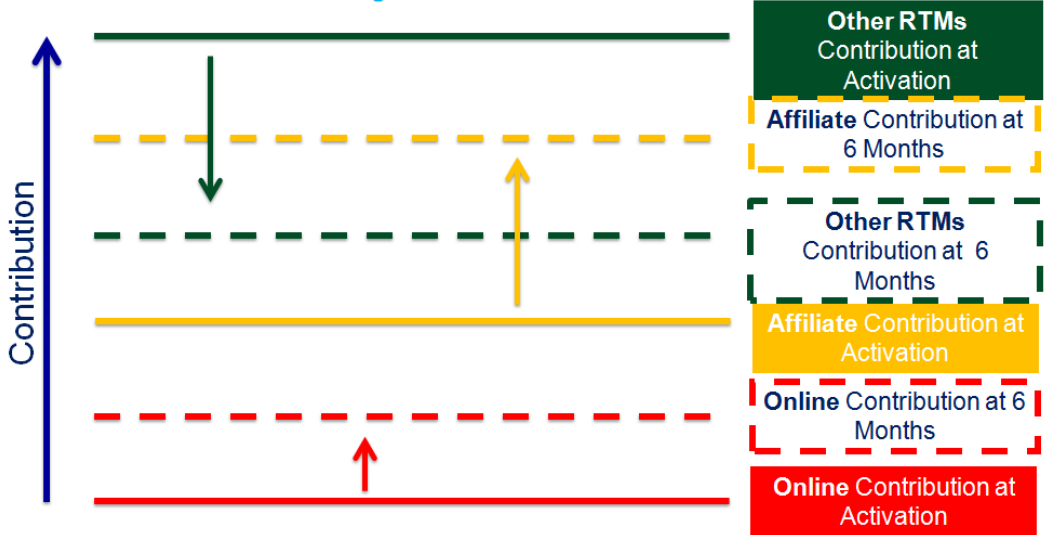 Other RTMs
Contribution at
Activation
Affiliate Contribution at
6 Months
Other RTMs
Contribution at 6
Months
Affiliate Contribution at
Activation
Online Contribution at 6
Months
Online Contribution at
Activation
Contribution